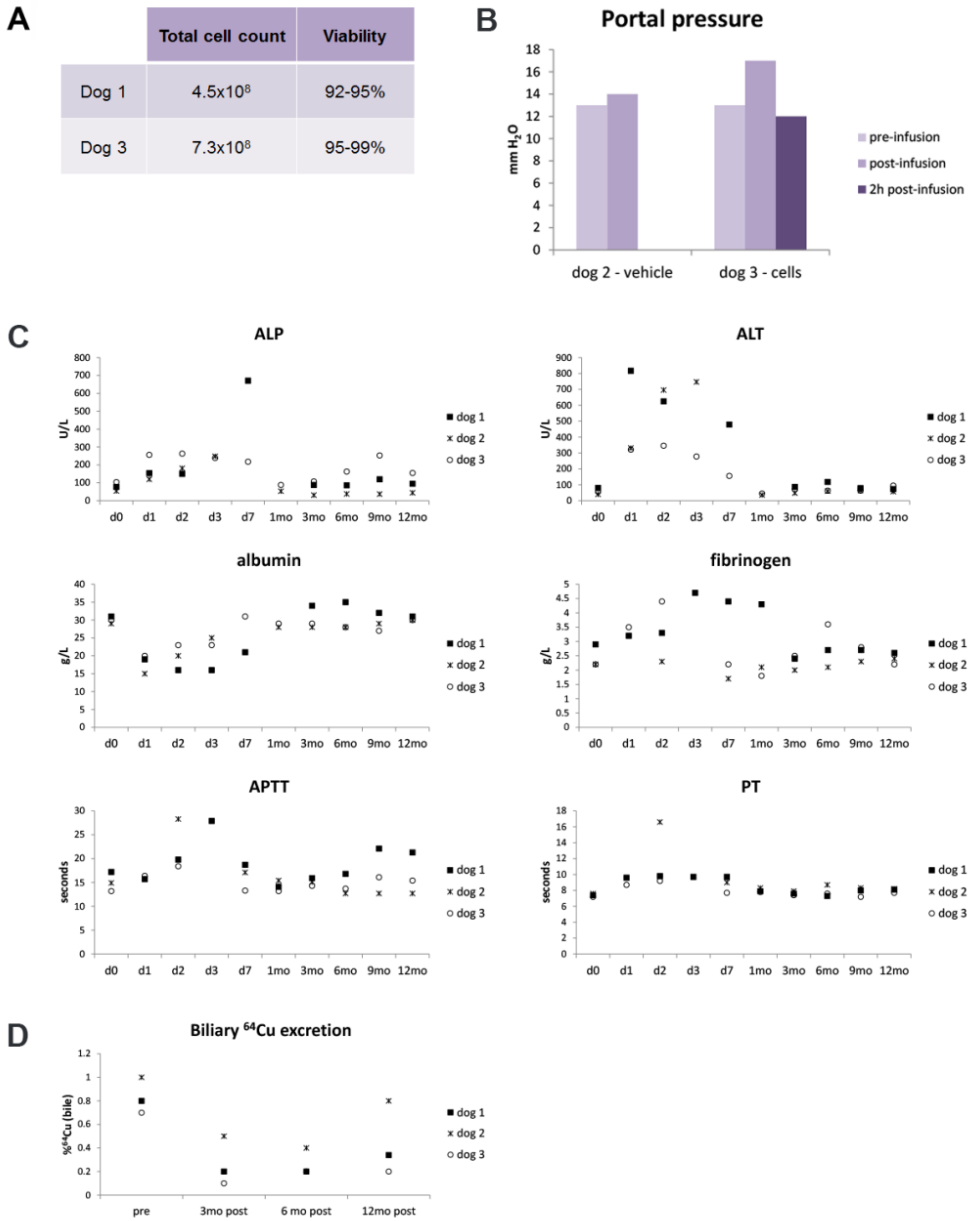 A
Total cell count Viability
Dog 1 4.5x10⁸ 92-95%
Dog 3 7.3x10⁸ 95-99%
B
Portal pressure
18
16
14
12
10
8
6
4
2
0
mm H₂O
dog 2 - vehicle dog 3 - cells
pre-infusion
post-infusion
2h post-infusion
C
ALP
800
700
600
500
400
300
200
100
0
U/L
d0 d1 d2 d3 d7 1mo 3mo 6mo 9mo 12mo
dog 1
dog 2
dog 3
ALT
900
800
700
600
500
400
300
200
100
0
U/L
d0 d1 d2 d3 d7 1mo 3mo 6mo 9mo 12mo
dog 1
dog 2
dog 3
albumin
40
35
30
25
20
15
10
5
0
g/L
d0 d1 d2 d3 d7 1mo 3mo 6mo 9mo 12mo
dog 1
dog 2
dog 3
fibrinogen
5
4.5
4
3.5
3
2.5
2
1.5
1
0.5
0
g/L
d0 d1 d2 d3 d7 1mo 3mo 6mo 9mo 12mo
dog 1
dog 2
dog 3
APTT
30
25
20
15
10
5
0
seconds
d0 d1 d2 d3 d7 1mo 3mo 6mo 9mo 12mo
dog 1
dog 2
dog 3
PT
18
16
14
12
10
8
6
4
2
0
seconds
d0 d1 d2 d3 d7 1mo 3mo 6mo 9mo 12mo
dog 1
dog 2
dog 3
D
Biliary ⁶⁴Cu excretion
1.2
1
0.8
0.6
0.4
0.2
0
%⁶⁴Cu (bile)
pre 3mo post 6 mo post 12mo post
dog 1
dog 2
dog 3